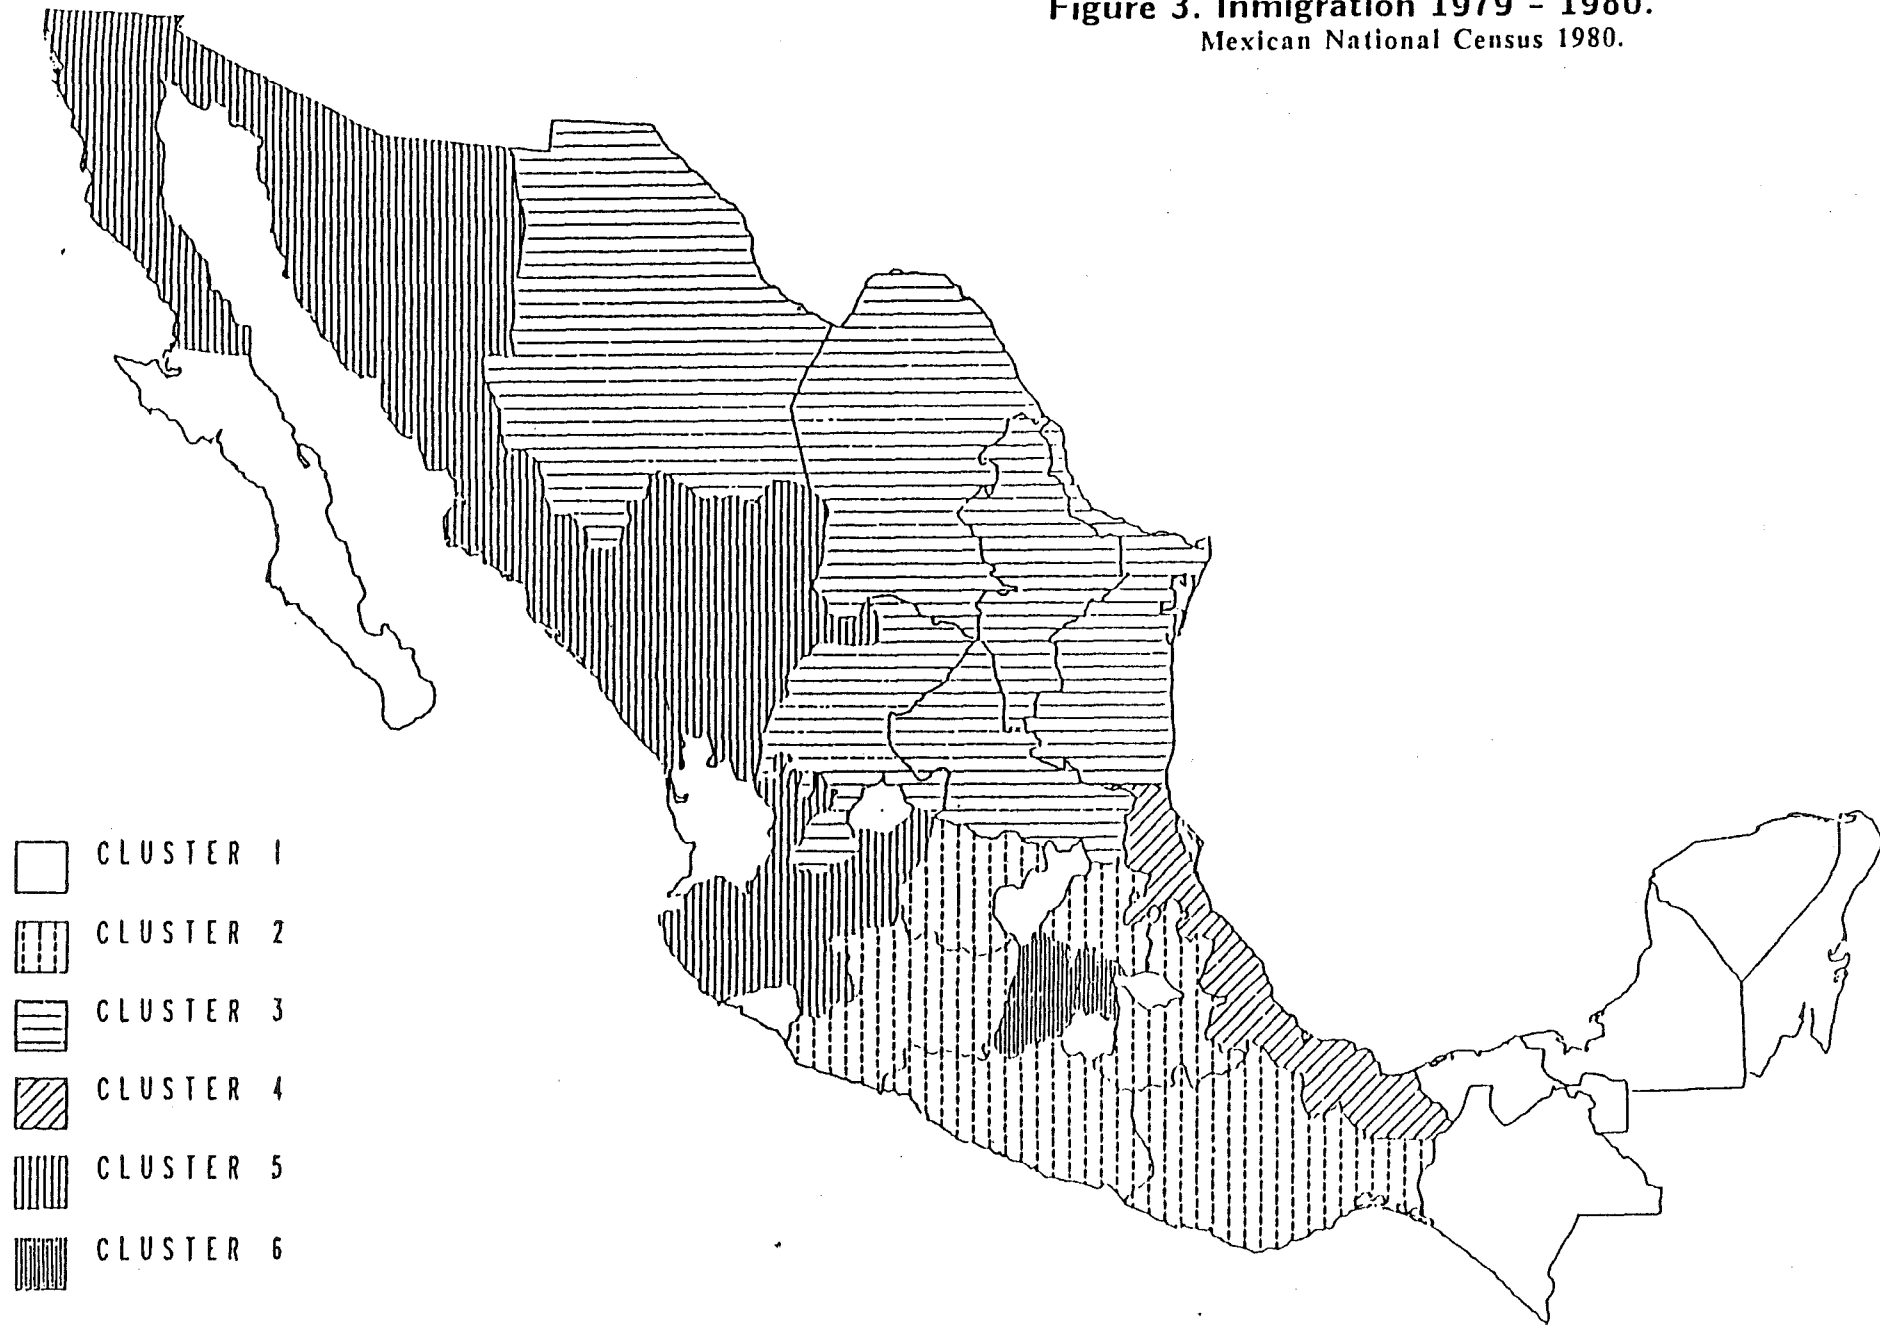 Figure 3. Inmigration 1979 - 1980.
Mexican National Census 1980.
CLUSTER 1
CLUSTER 2
CLUSTER 3
CLUSTER 4
CLUSTER 5
CLUSTER 6